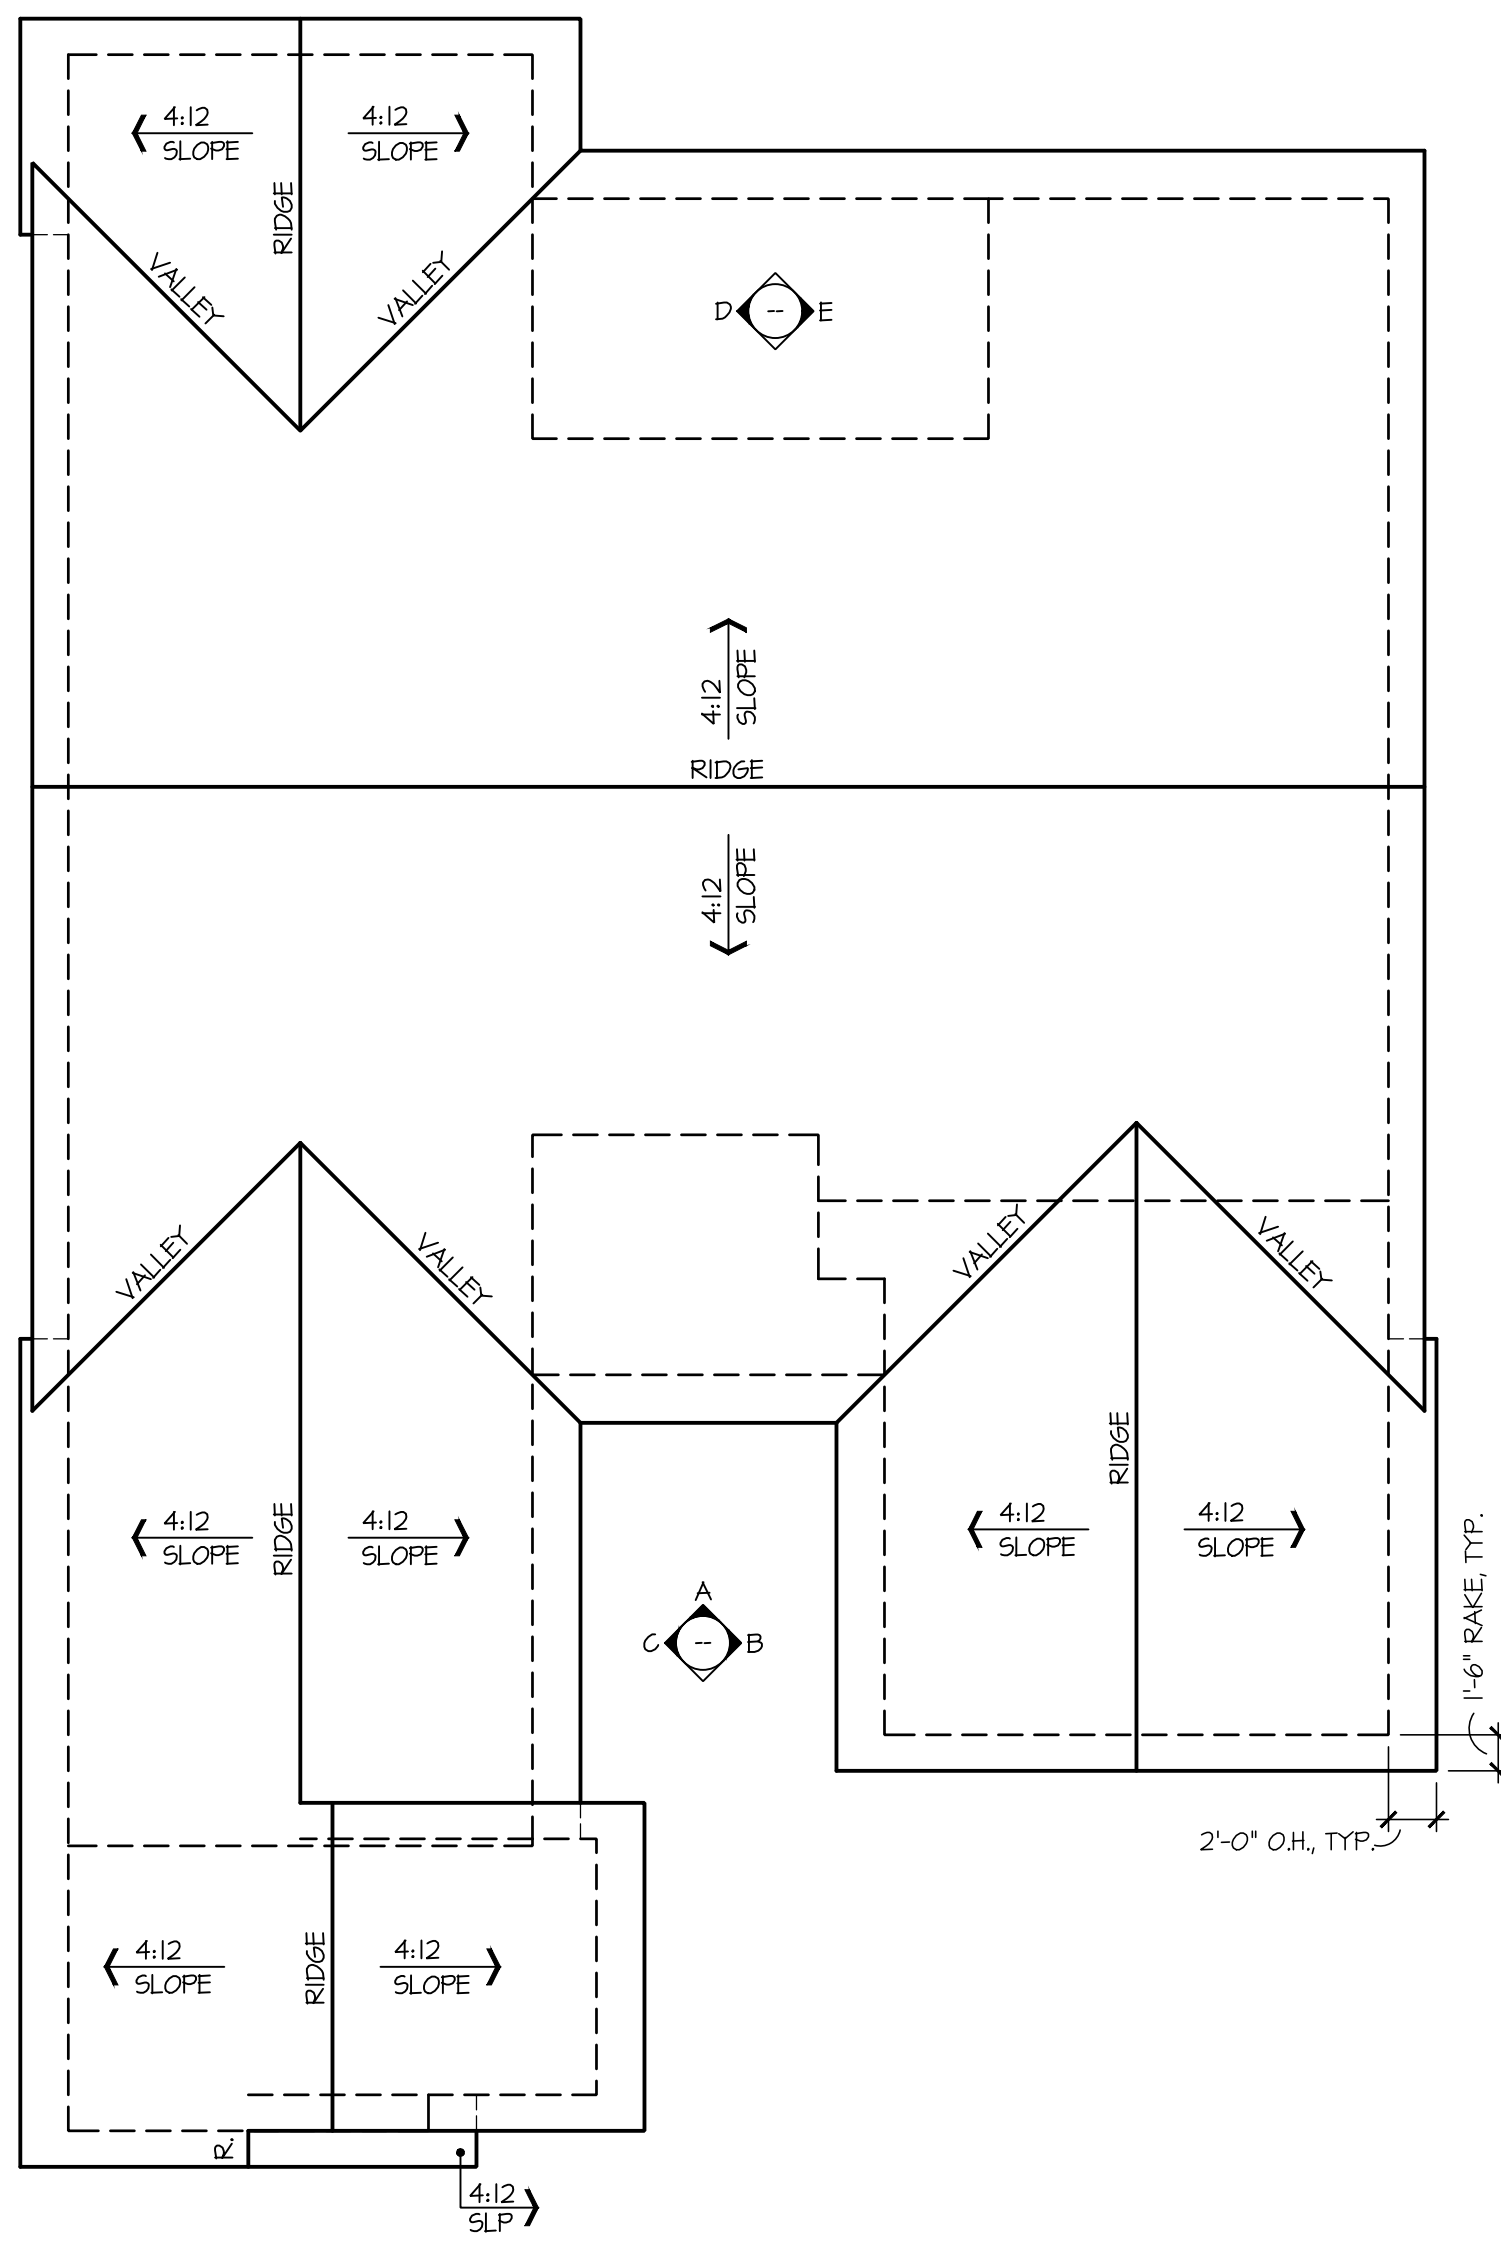 4:12
SLOPE
4:12
SLOPE
RIDGE
VALLEY
VALLEY
D
--
E
4:12
SLOPE
RIDGE
4:12
SLOPE
VALLEY
VALLEY
VALLEY
VALLEY
RIDGE
4:12
SLOPE
RIDGE
4:12
SLOPE
4:12
SLOPE
4:12
SLOPE
A
C
--
B
1'-6" RAKE, TYP.
2'-0" O.H., TYP.
4:12
SLOPE
RIDGE
4:12
SLOPE
R.
4:12
SLP